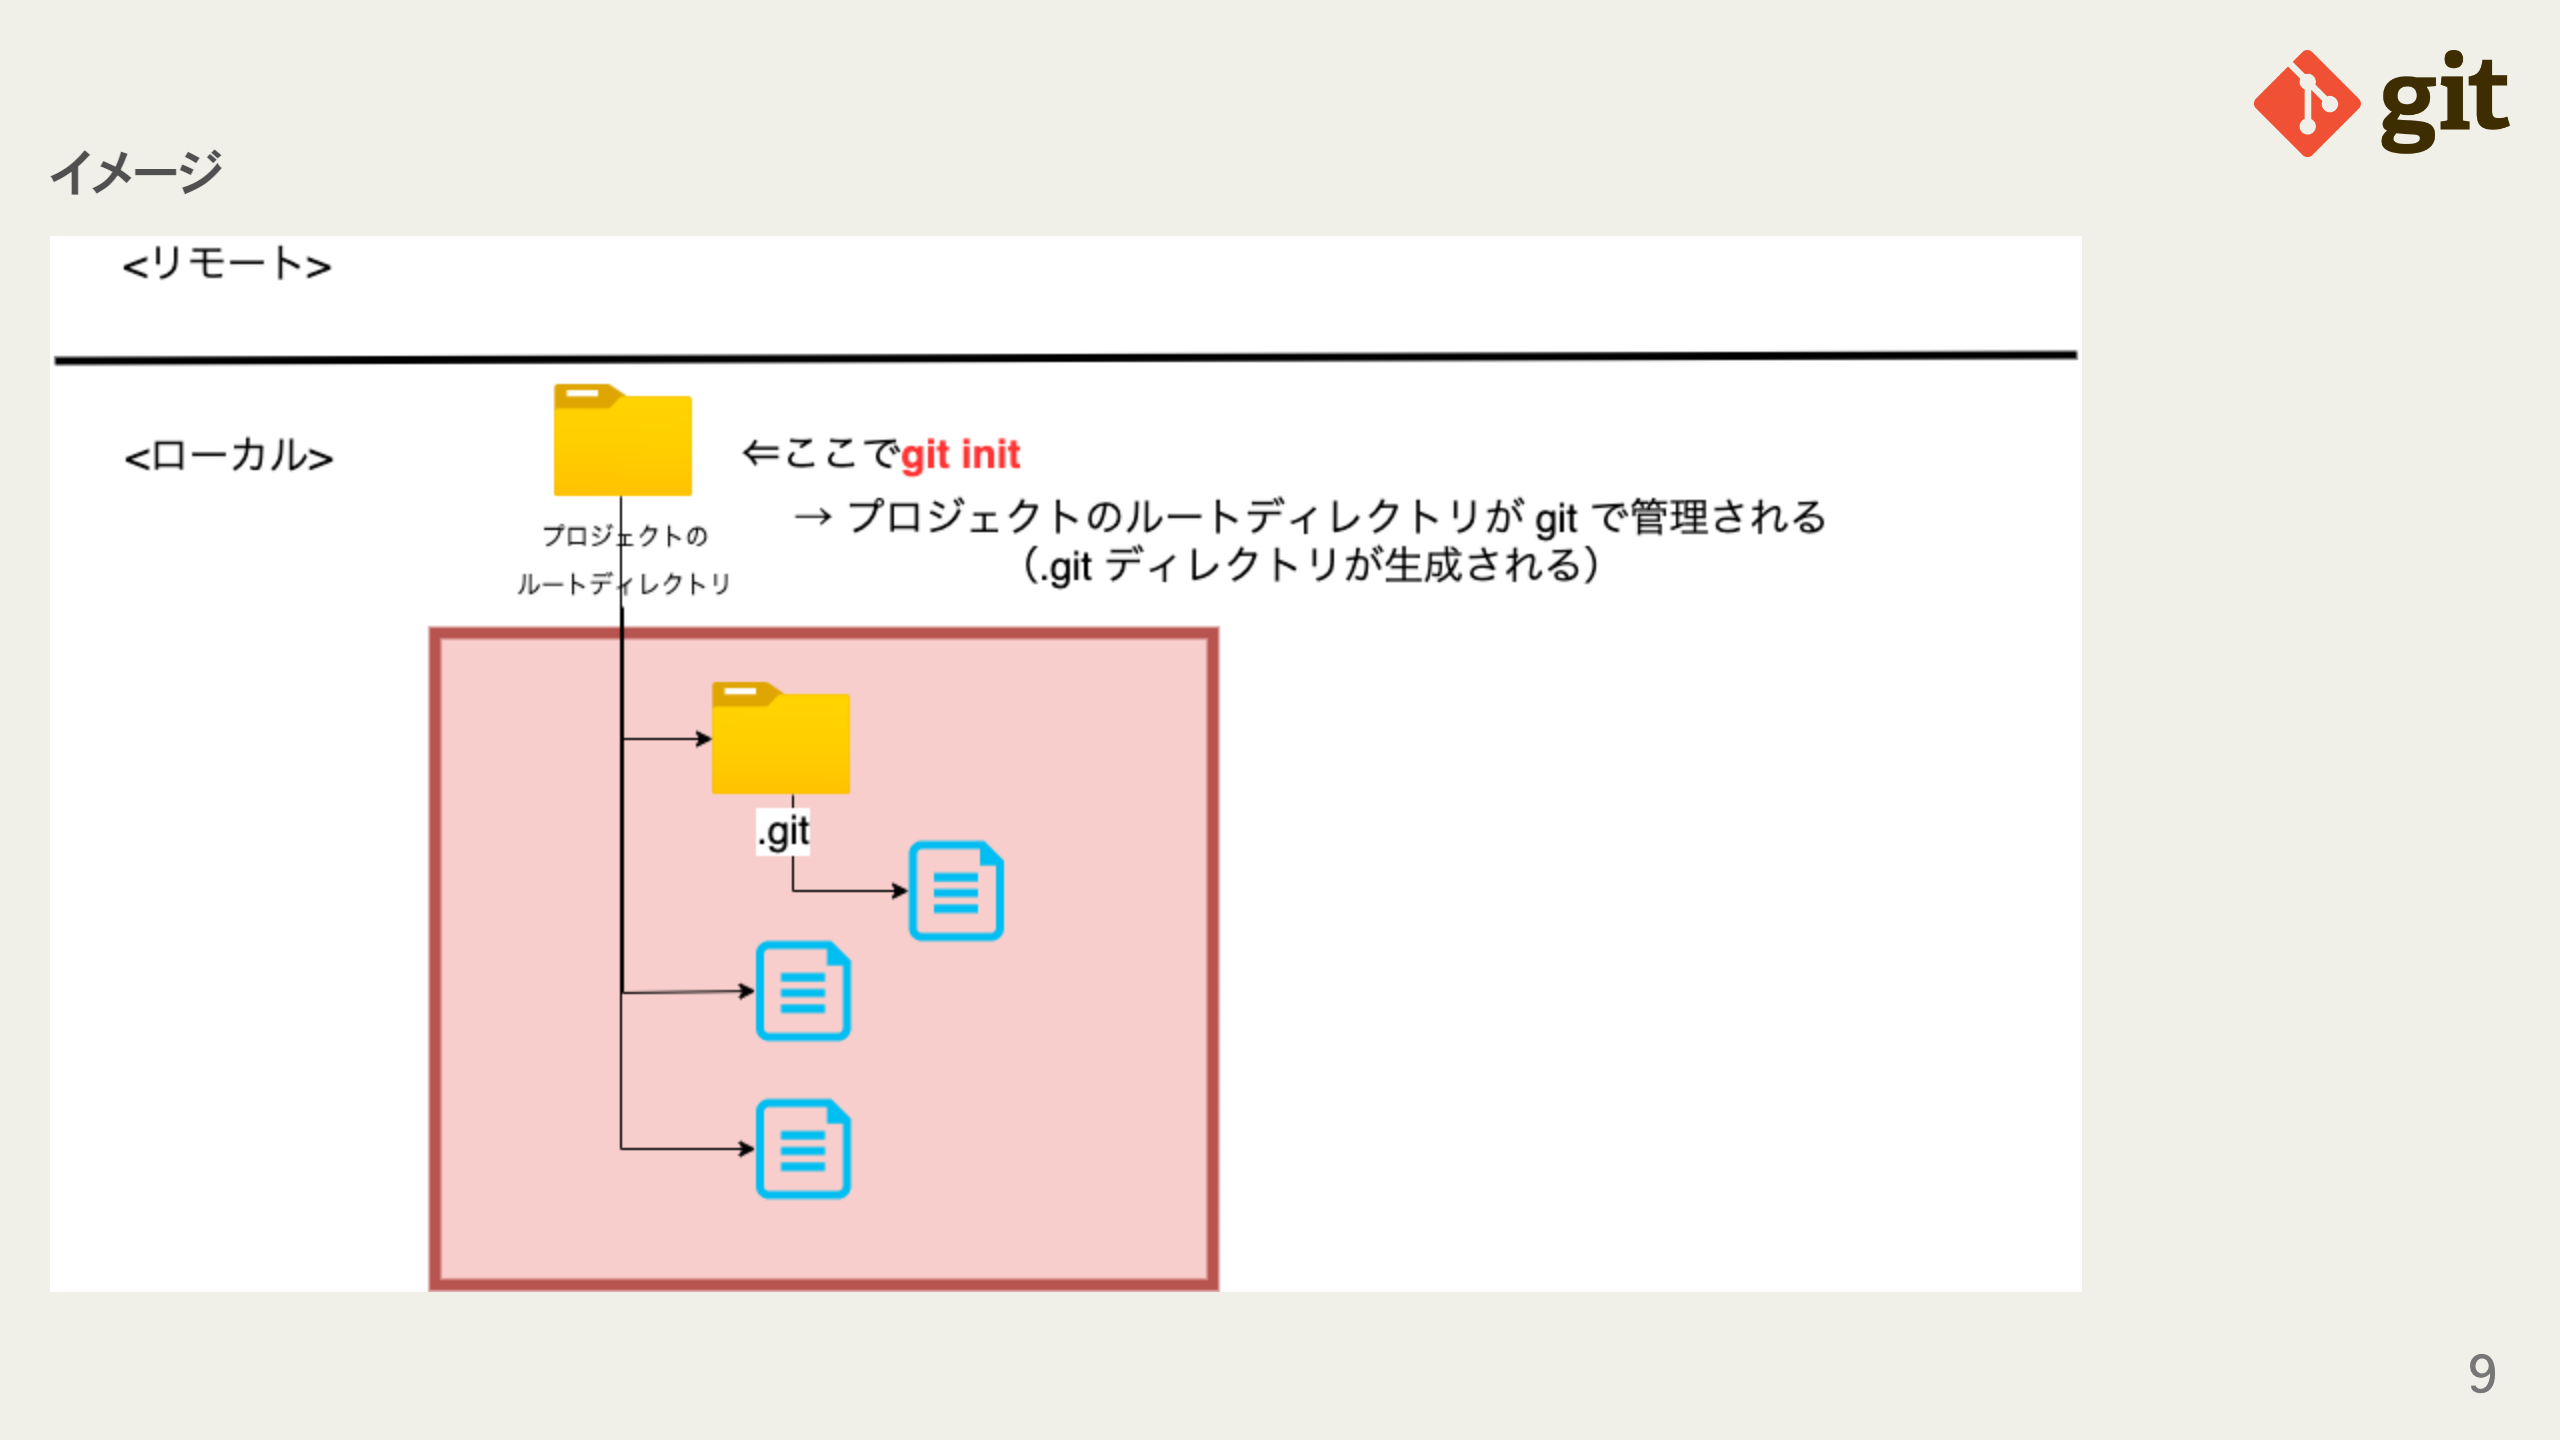 git
イメージ
<リモート>
<ローカル>
⇐ここでgit init
→ プロジェクトのルートディレクトリが git で管理される
（.git ディレクトリが生成される）
プロジェクトの
ルートディレクトリ
.git
9